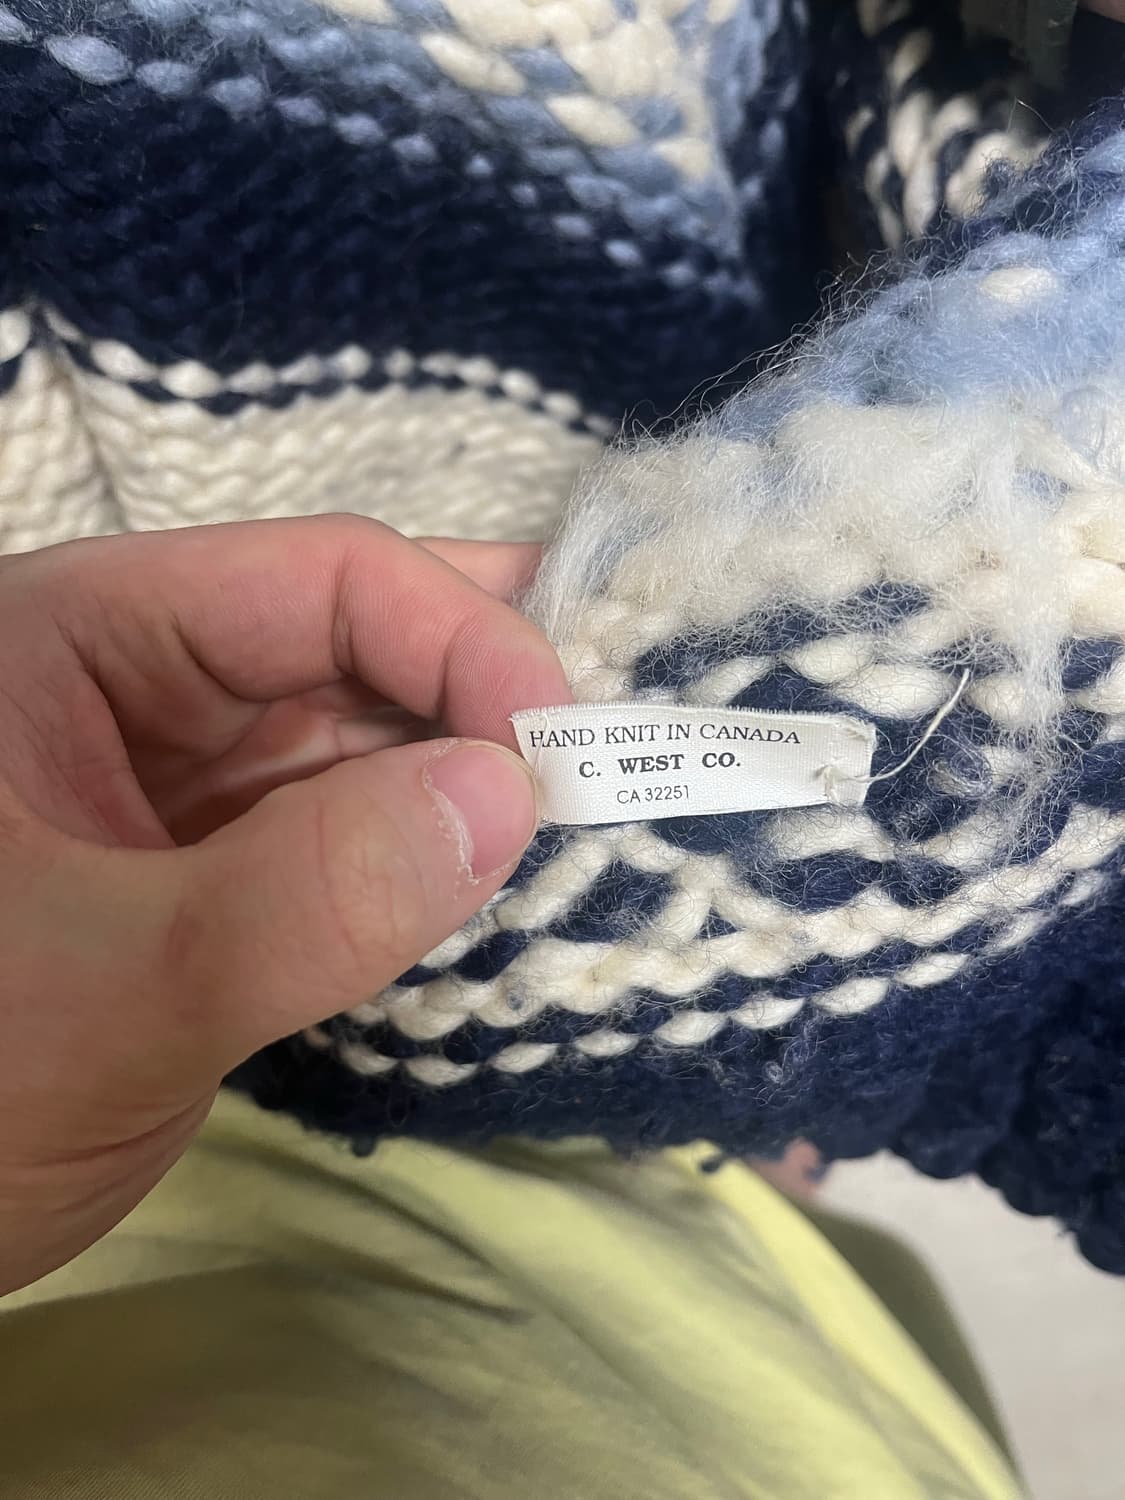 HAND KNIT IN CANADA
C. WEST CO.
CA 32251